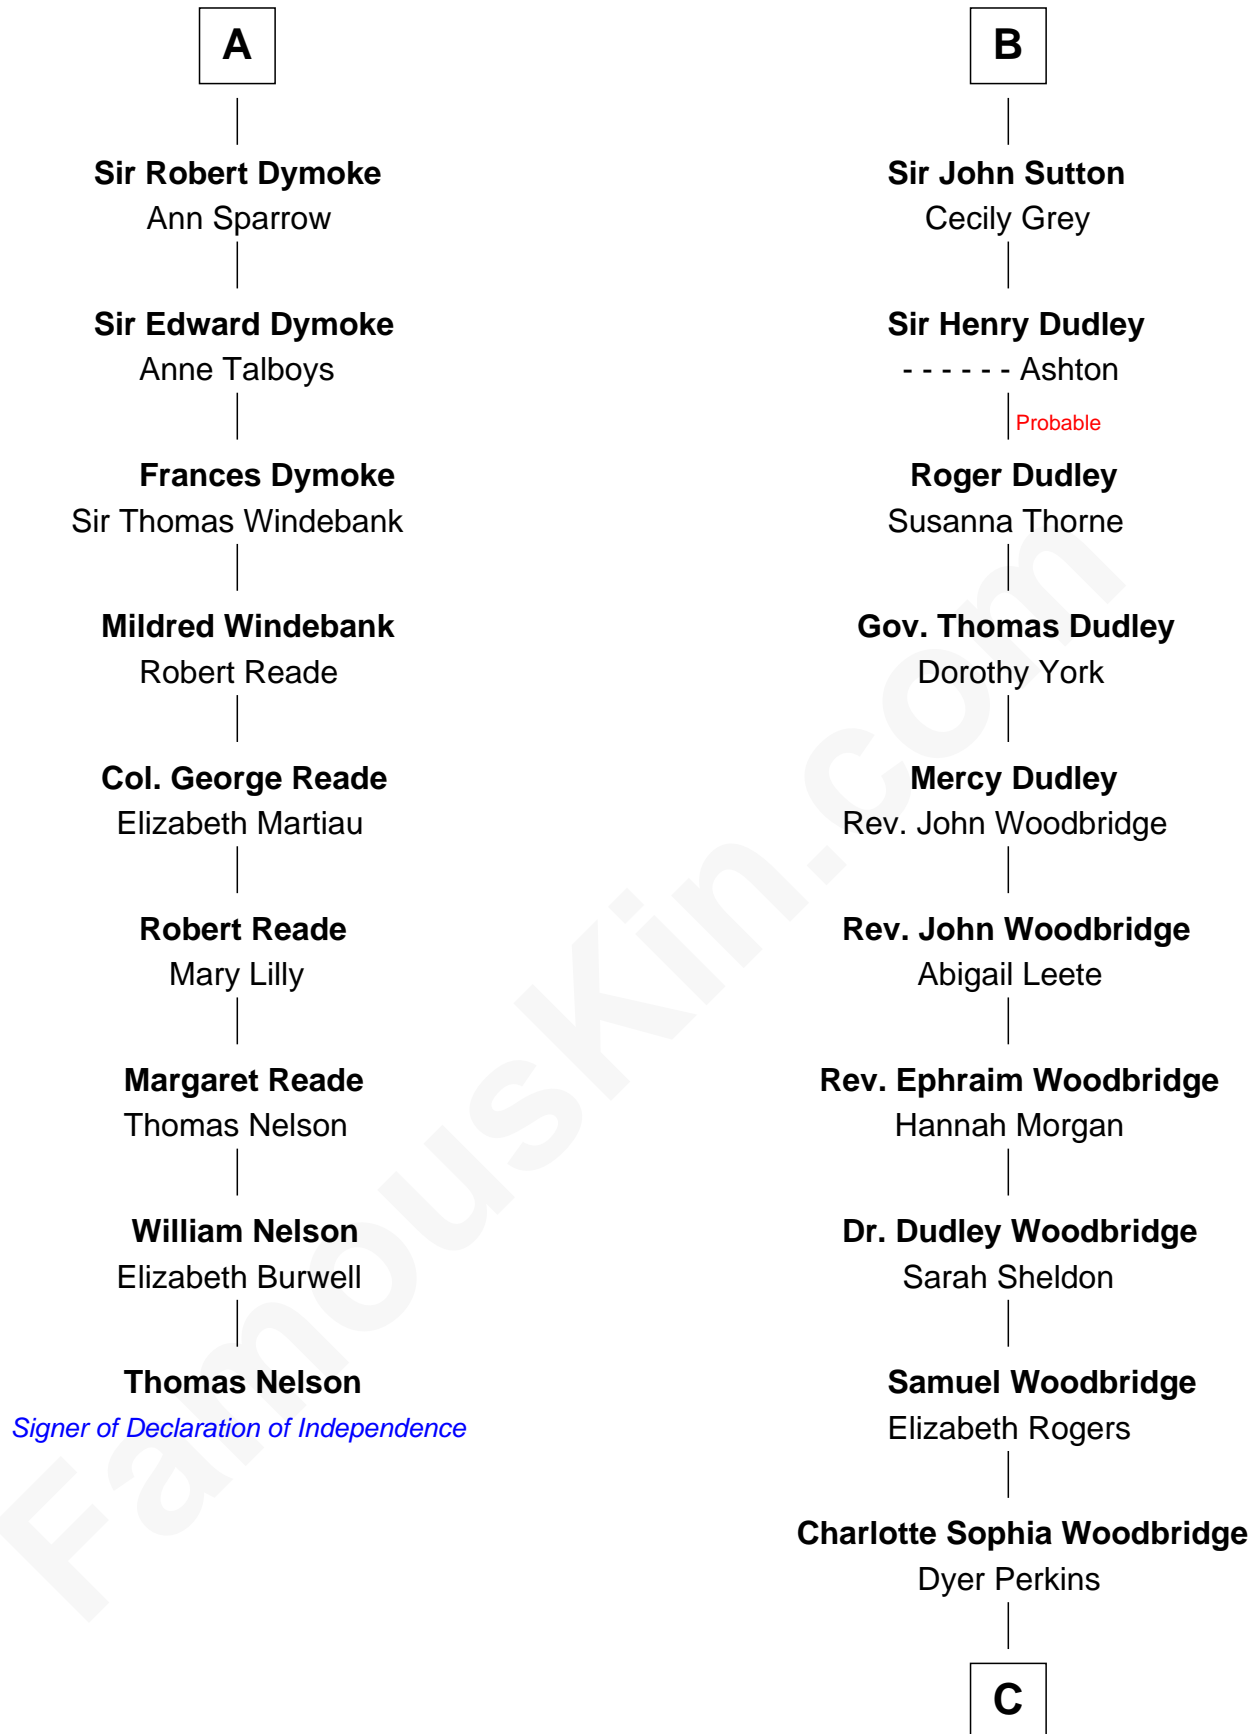 A
Sir Robert Dymoke
Ann Sparrow
Sir Edward Dymoke
Anne Talboys
Frances Dymoke
Sir Thomas Windebank
Mildred Windebank
Robert Reade
Col. George Reade
Elizabeth Martiau
Robert Reade
Mary Lilly
Margaret Reade
Thomas Nelson
William Nelson
Elizabeth Burwell
Thomas Nelson
Signer of Declaration of Independence
B
Sir John Sutton
Cecily Grey
Sir Henry Dudley
- - - - - - Ashton
Probable
Roger Dudley
Susanna Thorne
Gov. Thomas Dudley
Dorothy York
Mercy Dudley
Rev. John Woodbridge
Rev. John Woodbridge
Abigail Leete
Rev. Ephraim Woodbridge
Hannah Morgan
Dr. Dudley Woodbridge
Sarah Sheldon
Samuel Woodbridge
Elizabeth Rogers
Charlotte Sophia Woodbridge
Dyer Perkins
C
FamousKin.com